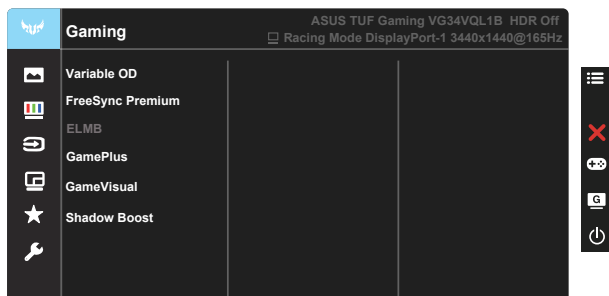 Gaming
ASUS TUF Gaming VG34VQL1B HDR Off
Racing Mode DisplayPort-1 3440x1440@165Hz
Variable OD
FreeSync Premium
ELMB
GamePlus
GameVisual
Shadow Boost
G